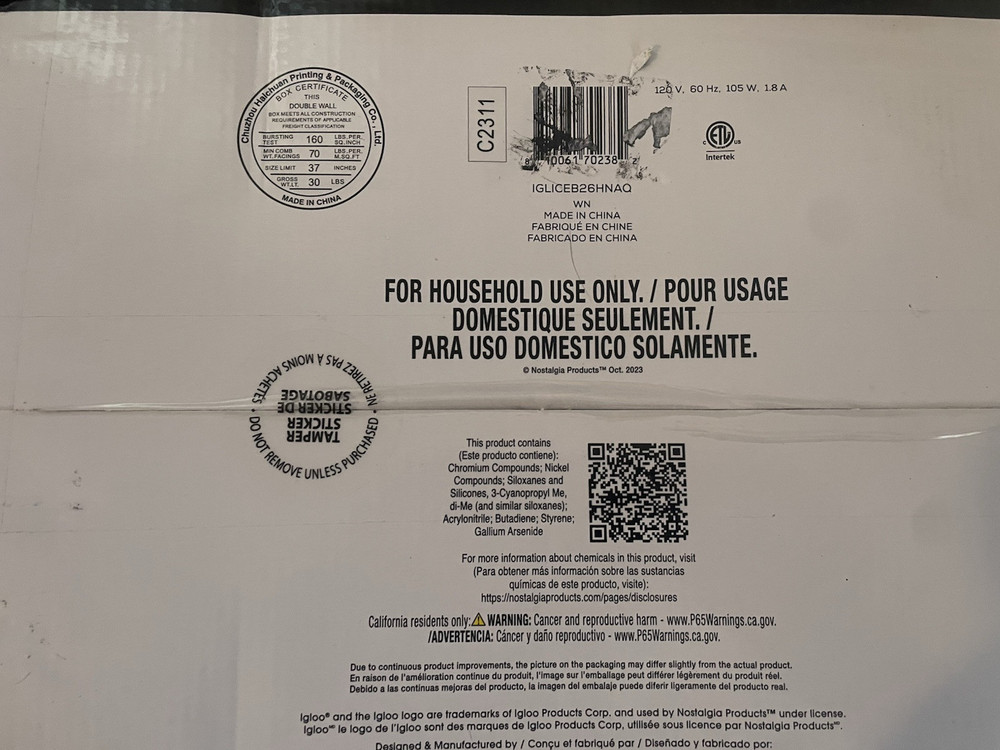 Chuzhou Haichuan Printing & Packaging Co., Ltd.
BOX CERTIFICATE
THIS
DOUBLE WALL
BOX MEETS ALL CONSTRUCTION
REQUIREMENTS OF APPLICABLE
FREIGHT CLASSIFICATION
BURSTING TEST 160 LBS.PER. SQ.INCH
MIN COMB WT.FACINGS 70 LBS.PER. M.SQ.FT
SIZE LIMIT 37 INCHES
GROSS WT.LT. 30 LBS
MADE IN CHINA
C2311
8 10061 70238 2
IGLICEB26HNAQ
WN
MADE IN CHINA
FABRIQUÉ EN CHINE
FABRICADO EN CHINA
120 V, 60 Hz, 105 W, 1.8 A
c ETL us
Intertek
FOR HOUSEHOLD USE ONLY. / POUR USAGE
DOMESTIQUE SEULEMENT. /
PARA USO DOMESTICO SOLAMENTE.
© Nostalgia Products™ Oct. 2023
DO NOT REMOVE UNLESS PURCHASED •
NE RETIREZ PAS À MOINS ACHETÉS •
TAMPER
STICKER
STICKER DE
SABOTAGE
This product contains
(Este producto contiene):
Chromium Compounds; Nickel
Compounds; Siloxanes and
Silicones, 3-Cyanopropyl Me,
di-Me (and similar siloxanes);
Acrylonitrile; Butadiene; Styrene;
Gallium Arsenide
For more information about chemicals in this product, visit
(Para obtener más información sobre las sustancias
químicas de este producto, visite):
https://nostalgiaproducts.com/pages/disclosures
California residents only: WARNING: Cancer and reproductive harm - www.P65Warnings.ca.gov.
/ADVERTENCIA: Cáncer y daño reproductivo - www.P65Warnings.ca.gov.
Due to continuous product improvements, the picture on the packaging may differ slightly from the actual product.
En raison de l'amélioration continue du produit, l'image sur l'emballage peut différer légèrement du produit réel.
Debido a las continuas mejoras del producto, la imagen del embalaje puede diferir ligeramente del producto real.
Igloo® and the Igloo logo are trademarks of Igloo Products Corp. and used by Nostalgia Products™ under license.
Igloo ᴹᴰ le logo de l'Igloo sont des marques de Igloo Products Corp, utilisée sous licence par Nostalgia Products ᴹᴰ.
Designed & Manufactured by / Conçu et fabriqué par / Diseñado y fabricado por: